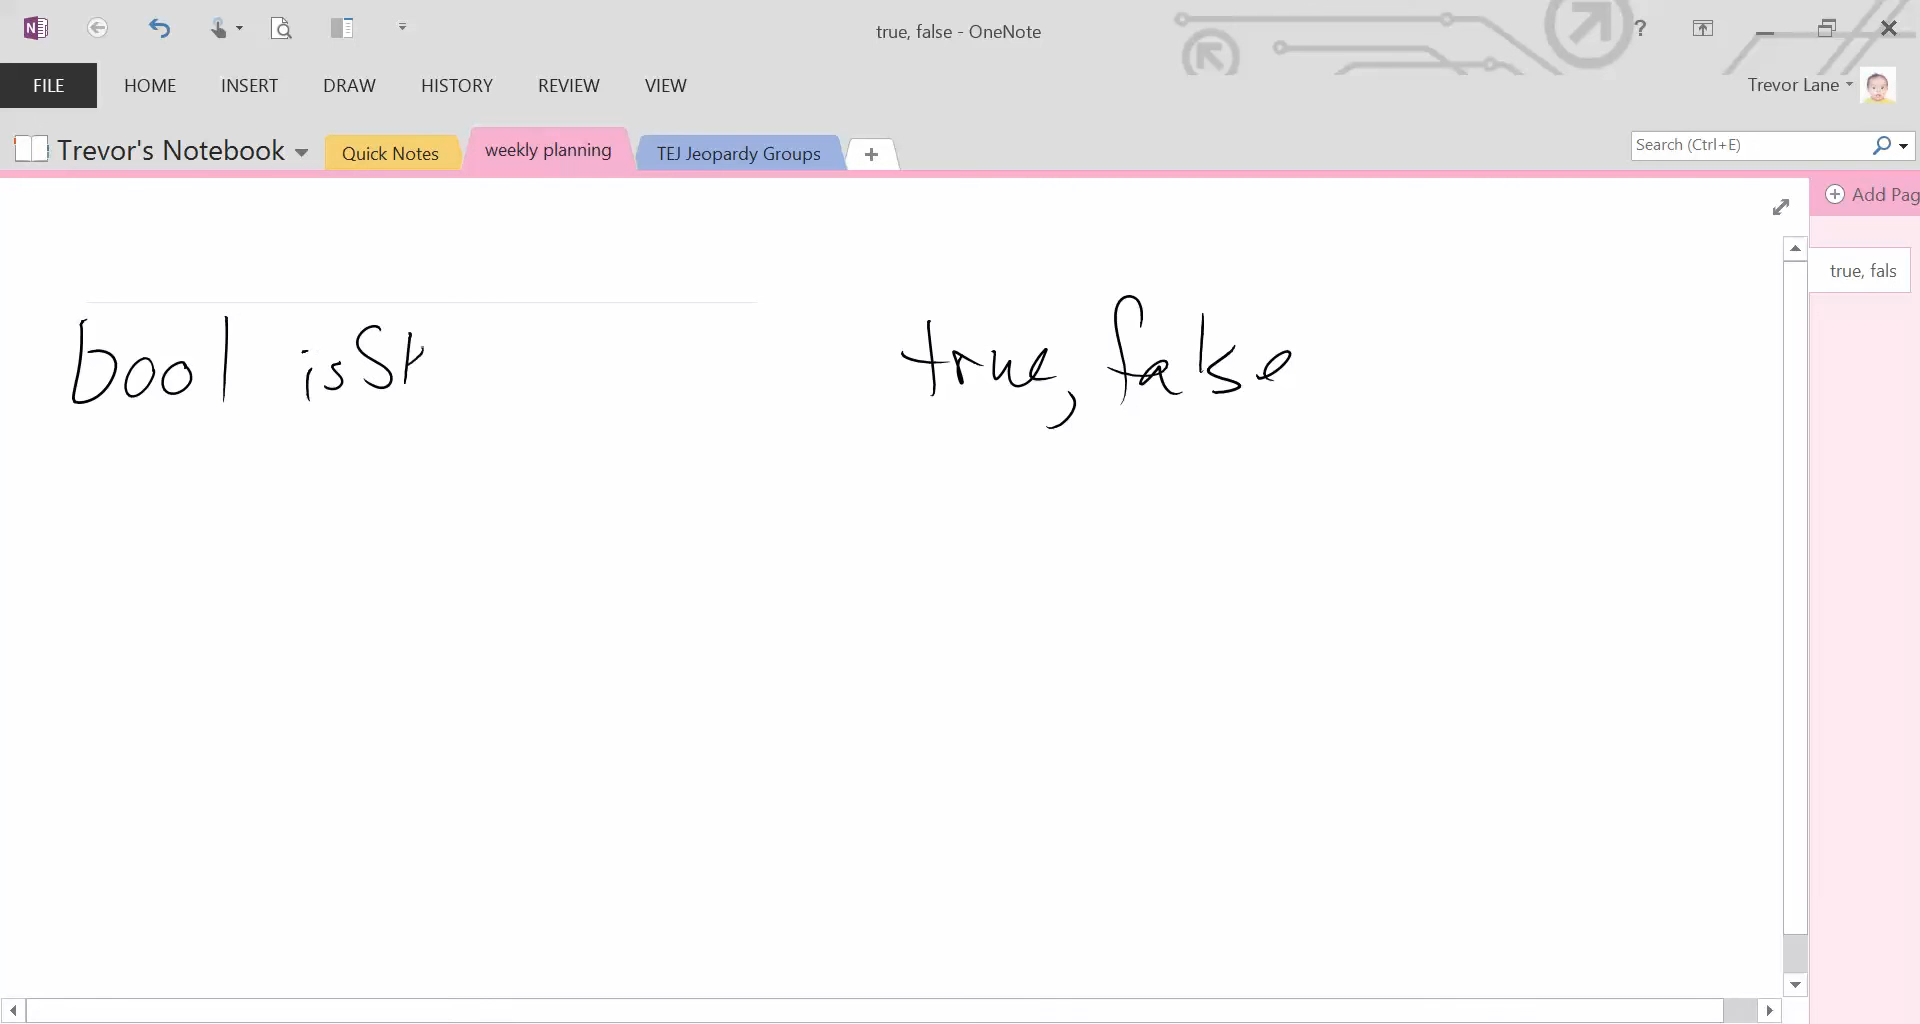 true, false - OneNote
?
FILE HOME INSERT DRAW HISTORY REVIEW VIEW
Trevor Lane
Trevor's Notebook Quick Notes weekly planning TEJ Jeopardy Groups +
Search (Ctrl+E)
Add Pag
true, fals
bool true, false